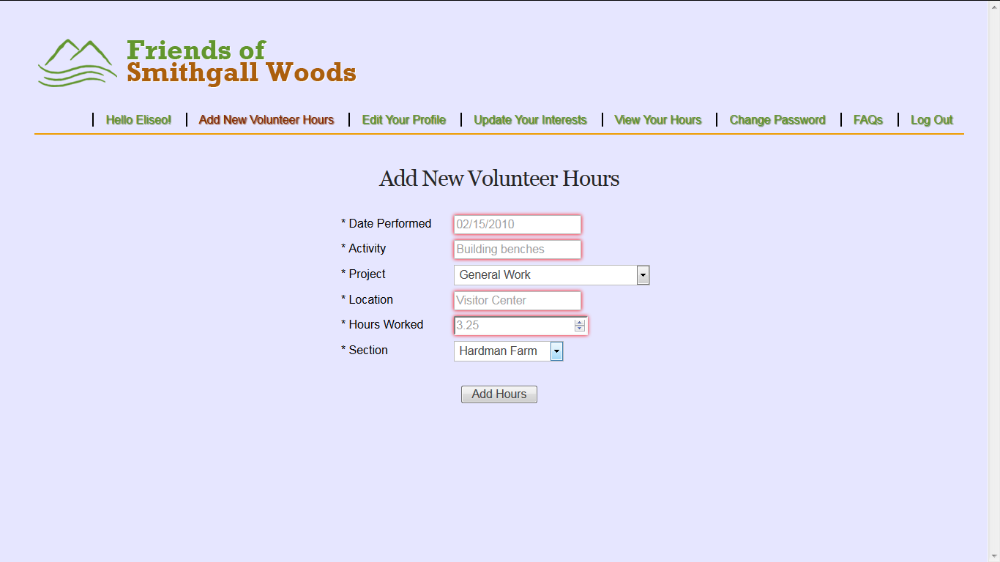 Friends of
Smithgall Woods
Hello Eliseo! Add New Volunteer Hours Edit Your Profile Update Your Interests View Your Hours Change Password FAQs Log Out
Add New Volunteer Hours
* Date Performed 02/15/2010
* Activity Building benches
* Project General Work
* Location Visitor Center
* Hours Worked 3.25
* Section Hardman Farm
Add Hours